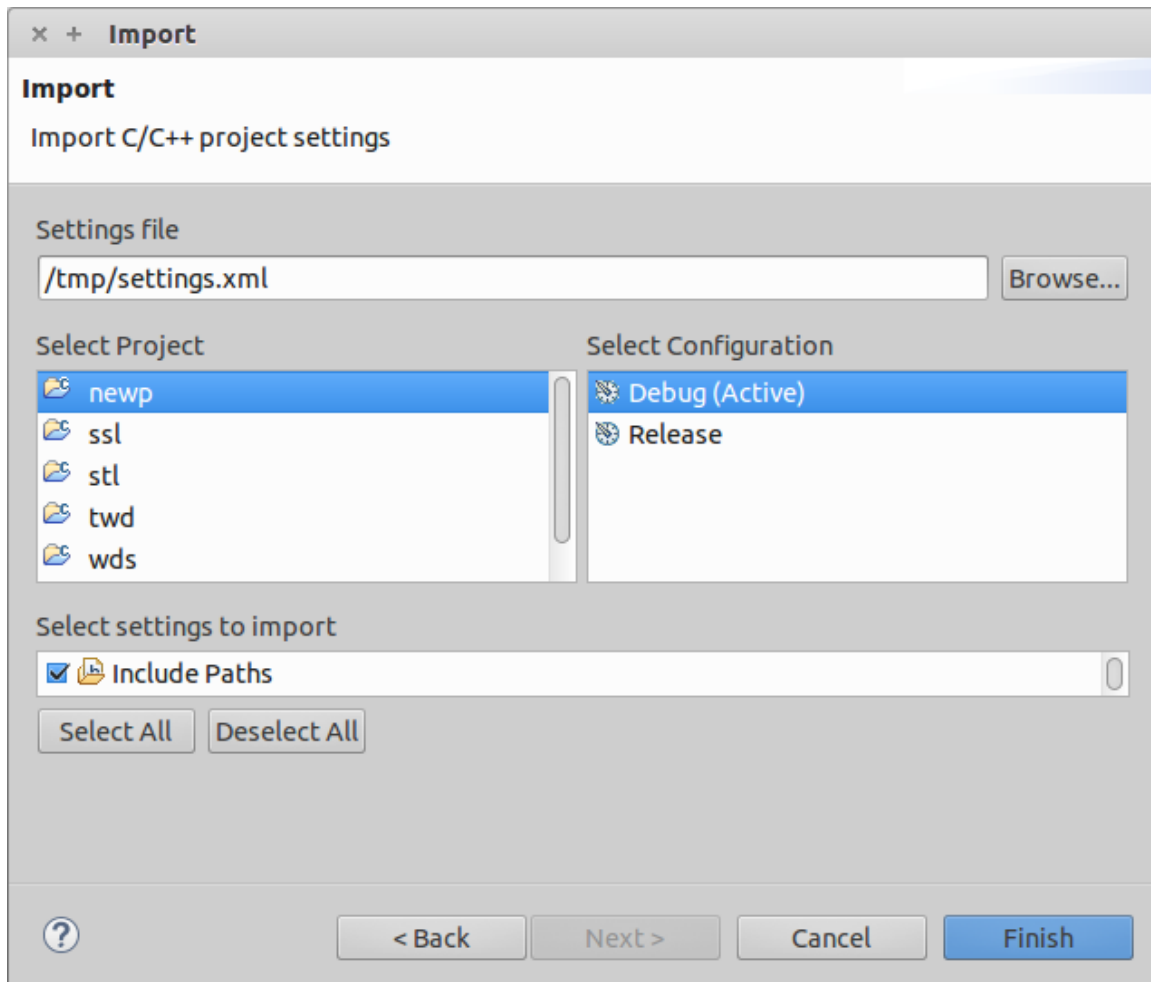 Import
Import
Import C/C++ project settings
Settings file
/tmp/settings.xml
Browse...
Select Project
Select Configuration
newp
ssl
stl
twd
wds
Debug (Active)
Release
Select settings to import
Include Paths
Select All
Deselect All
?
< Back
Next >
Cancel
Finish